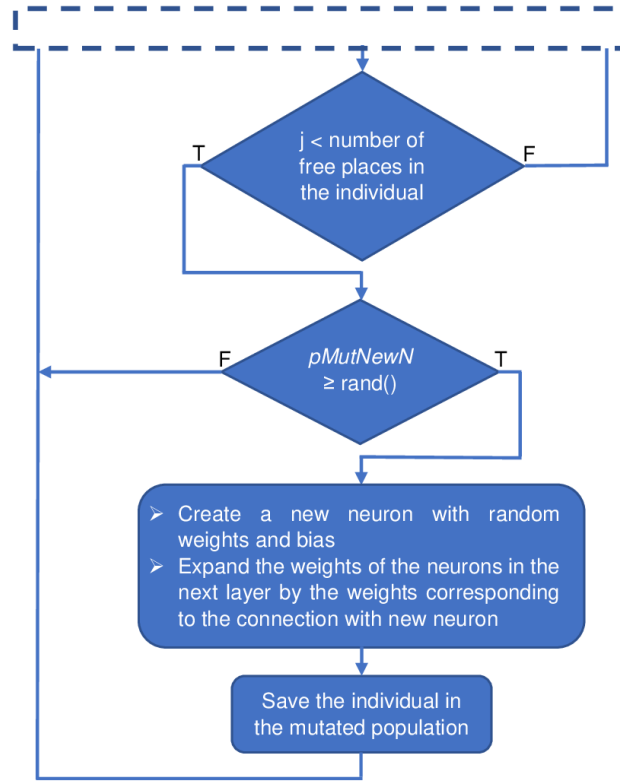 j < number of
free places in
the individual
T
F
pMutNewN
≥ rand()
F
T
➢ Create a new neuron with random
weights and bias
➢ Expand the weights of the neurons in the
next layer by the weights corresponding
to the connection with new neuron
Save the individual in
the mutated population